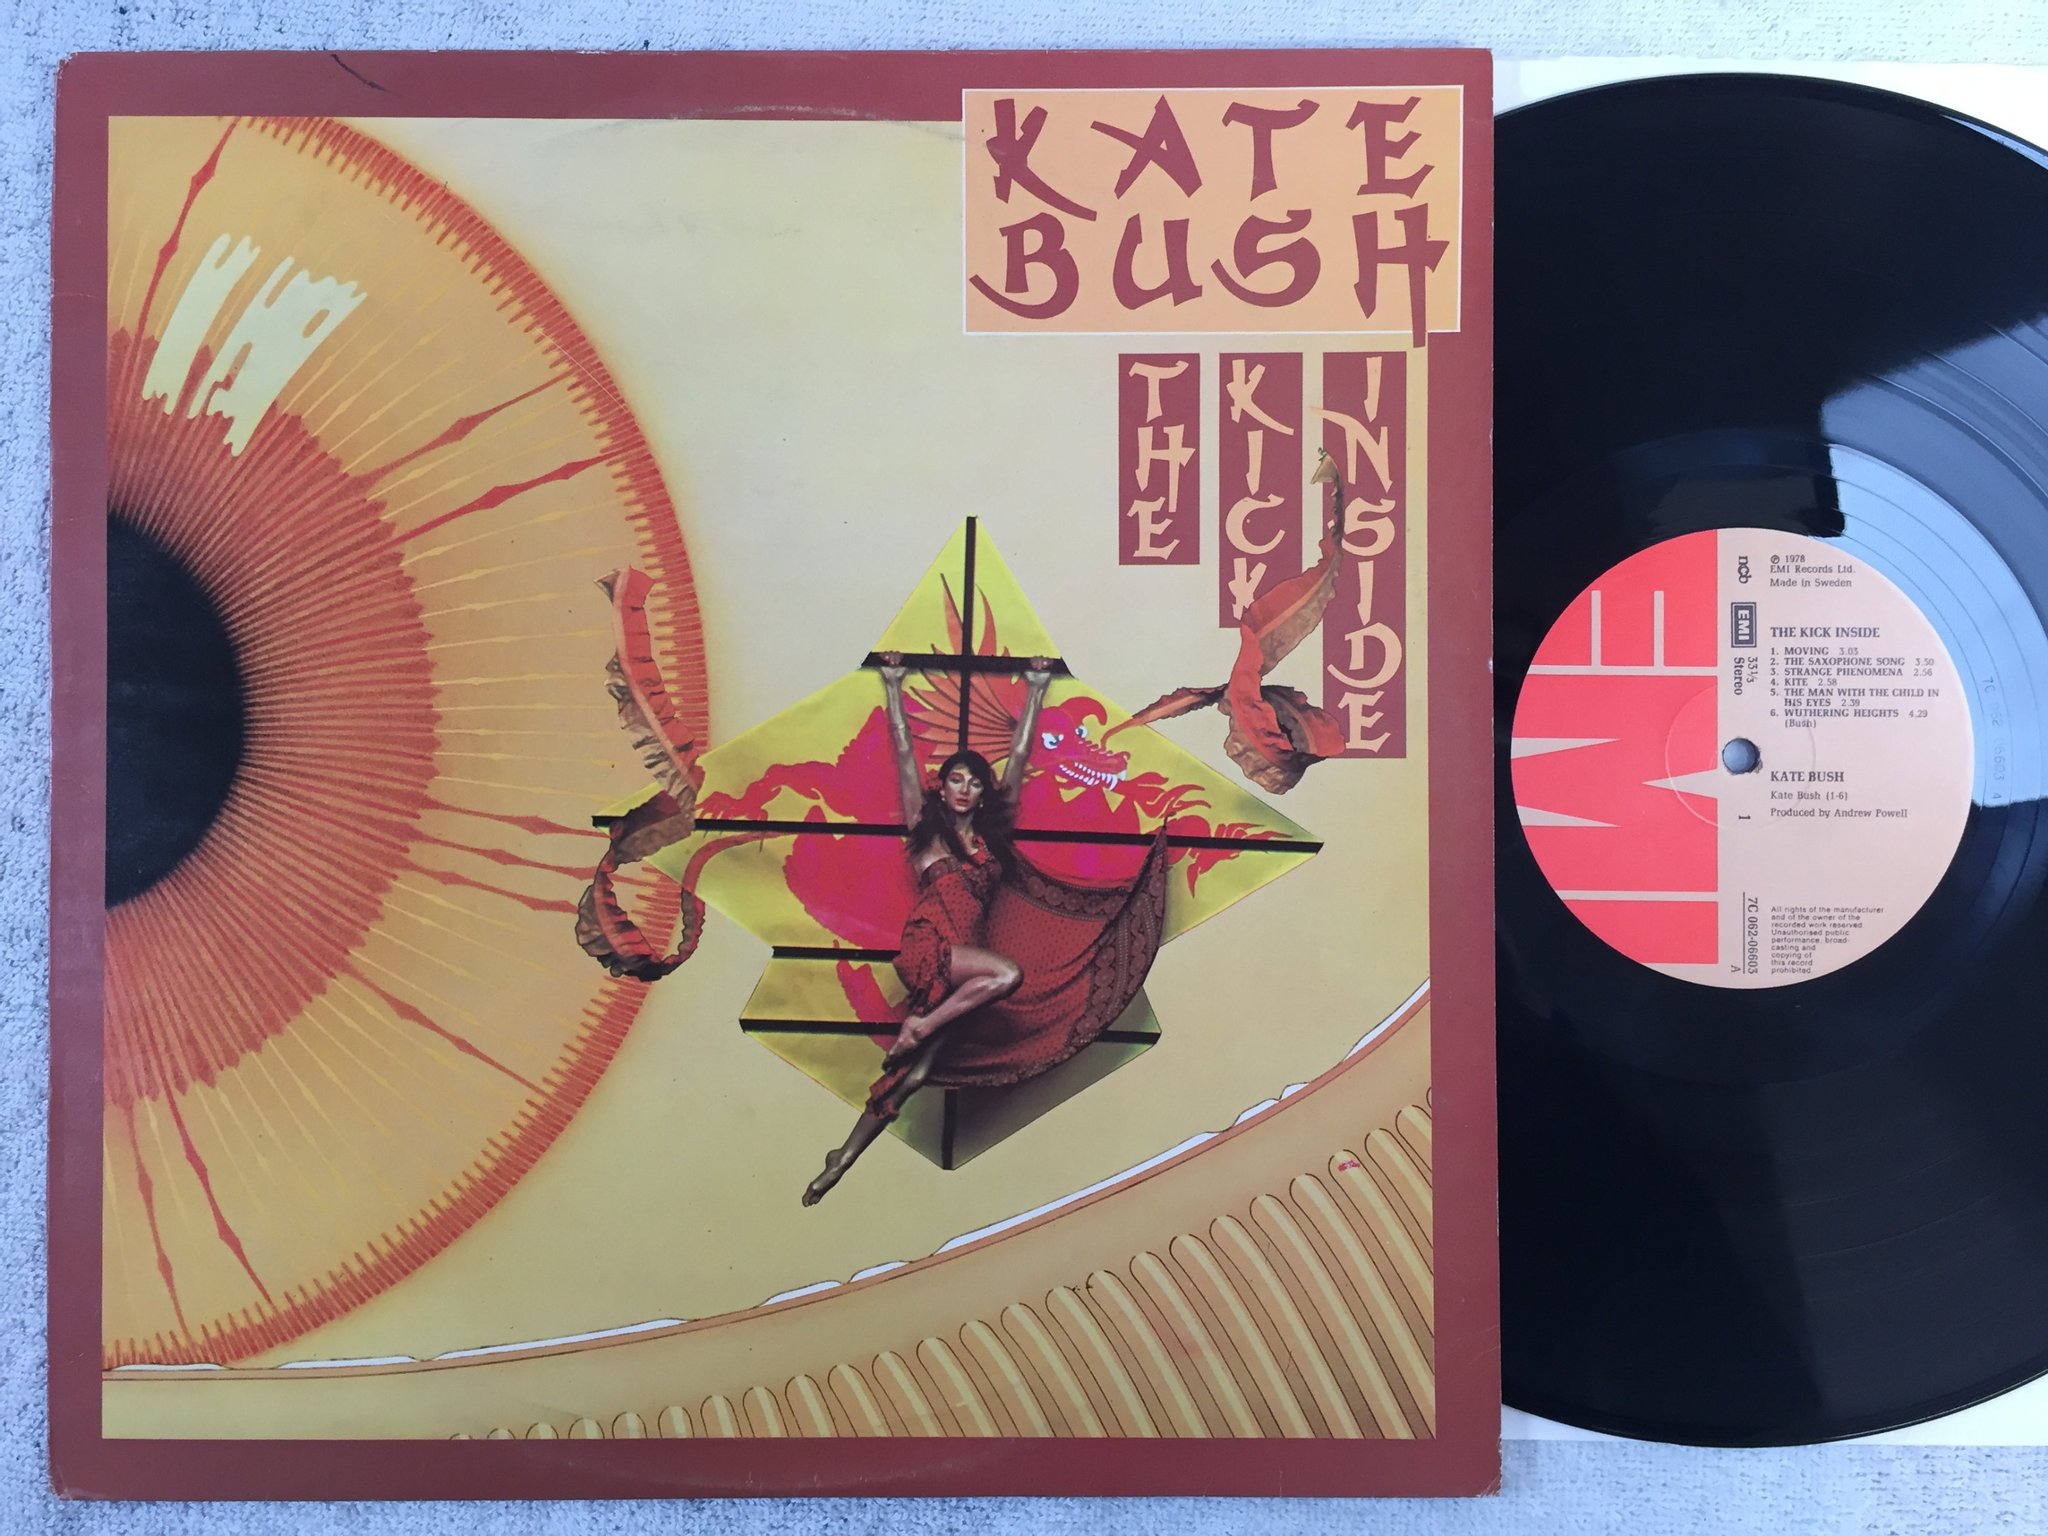 KATE
BUSH
THE
KICK
INSIDE
℗ 1978
EMI Records Ltd.
Made in Sweden
ncb
EMI
33⅓
Stereo
THE KICK INSIDE
1. MOVING 3.03
2. THE SAXOPHONE SONG 3.50
3. STRANGE PHENOMENA 2.56
4. KITE 2.58
5. THE MAN WITH THE CHILD IN
HIS EYES 2.39
6. WUTHERING HEIGHTS 4.29
(Bush)
KATE BUSH
Kate Bush (1-6)
Produced by Andrew Powell
1
All rights of the manufacturer
and of the owner of the
recorded work reserved.
Unauthorised public
performance, broad-
casting and
copying of
this record
prohibited.
7C 062-06603
A
EMI
7C 062 06603 A